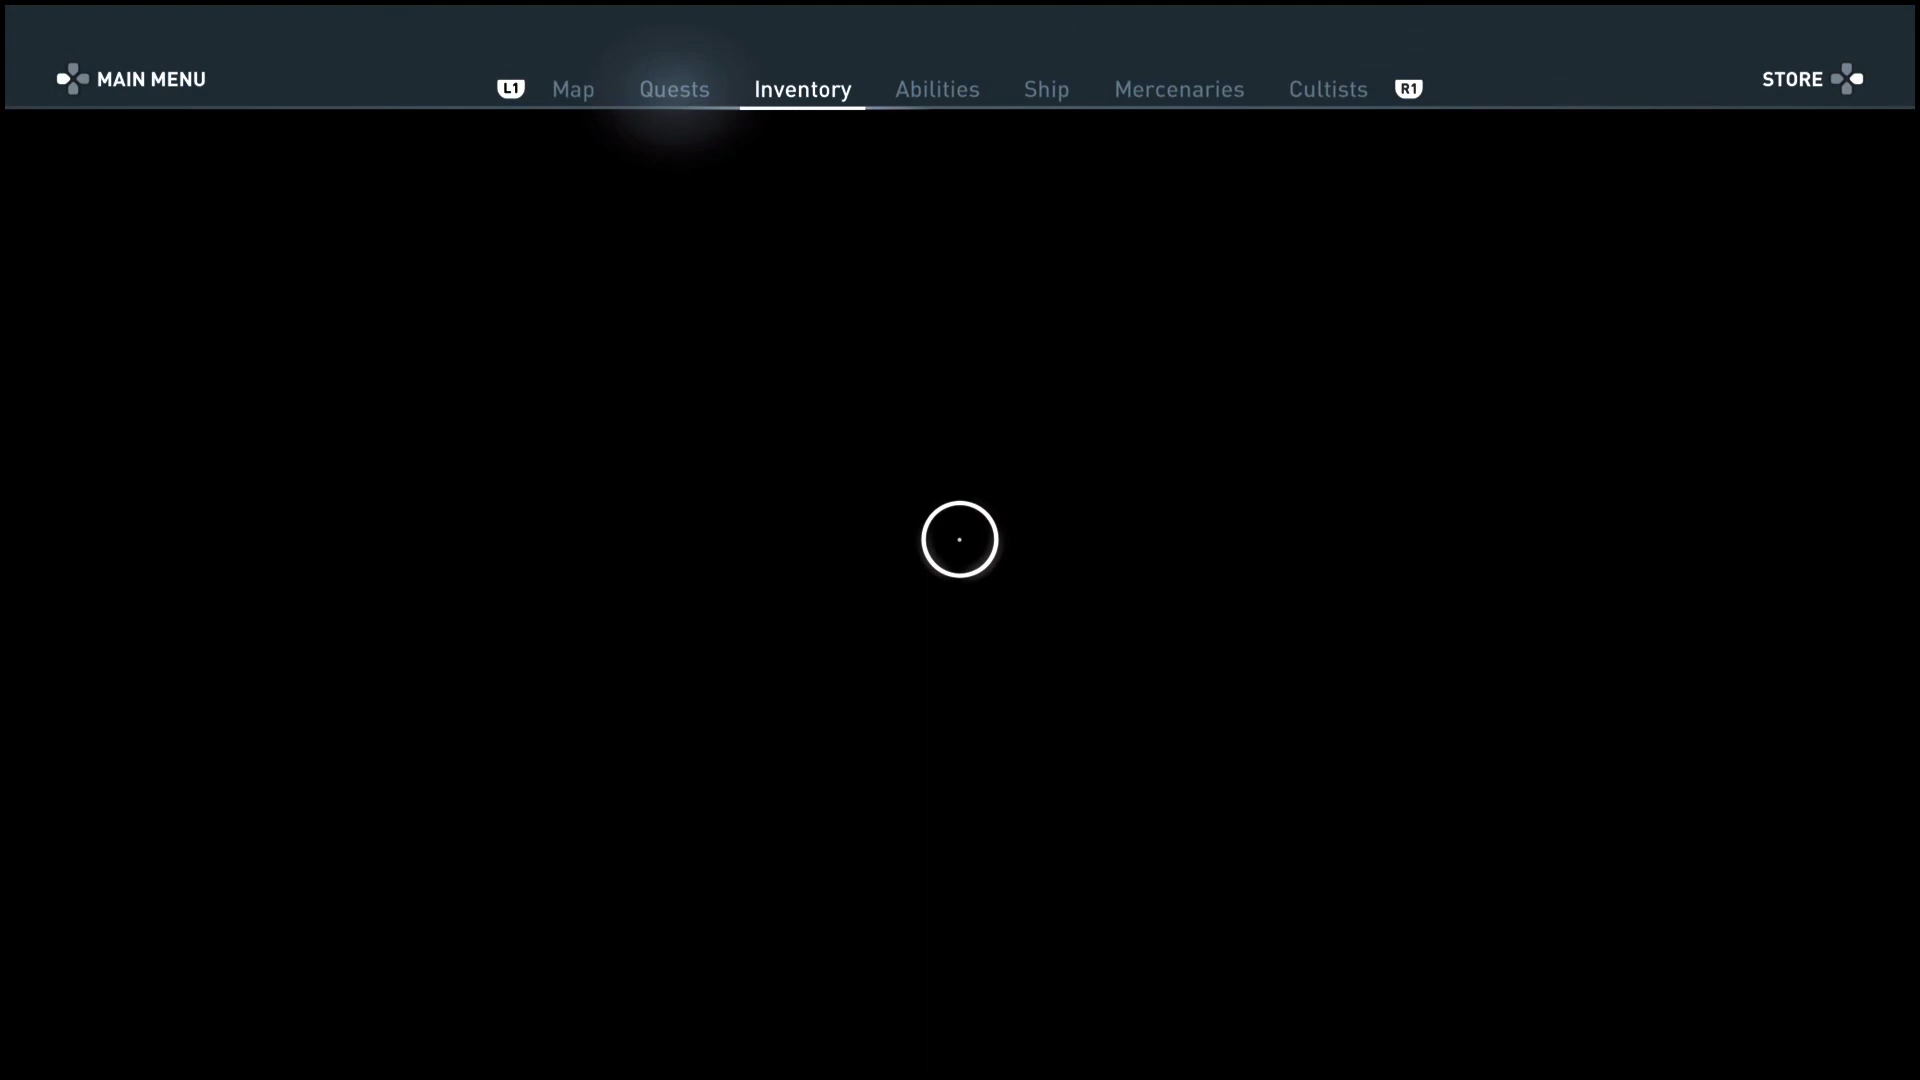 MAIN MENU
L1 Map Quests Inventory Abilities Ship Mercenaries Cultists R1
STORE